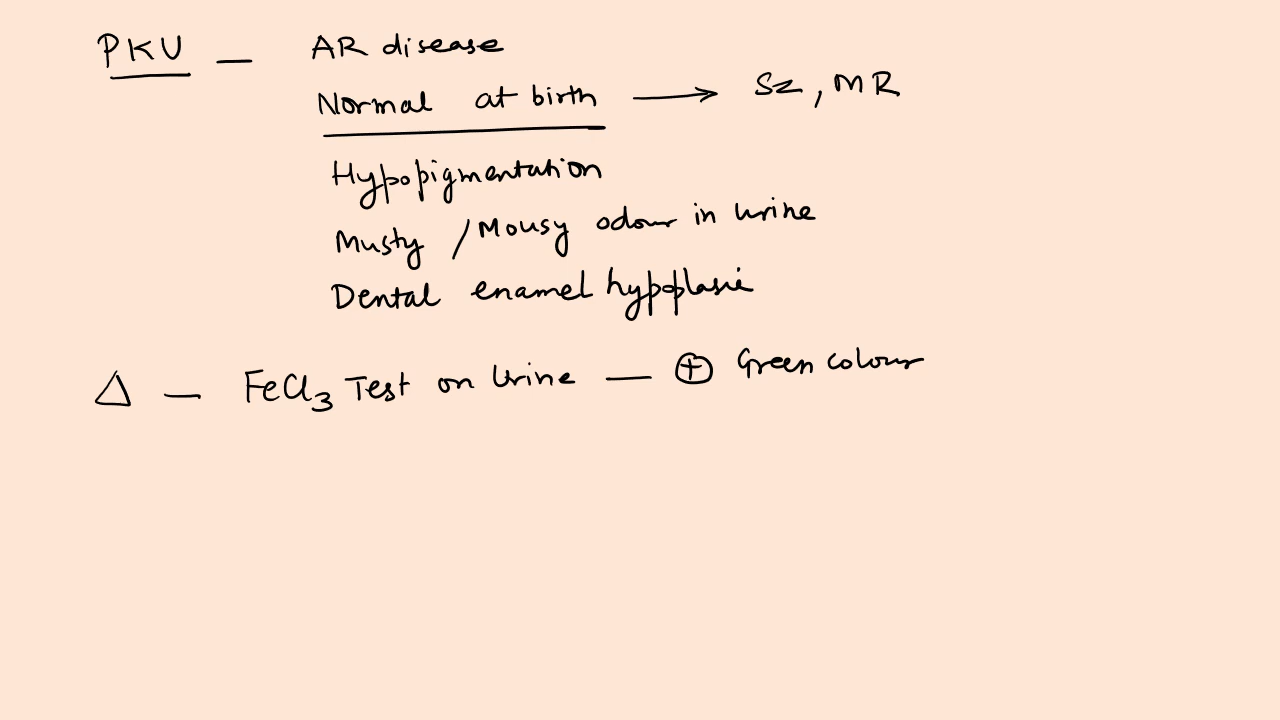 PKU — AR disease
Normal at birth → Sz, MR
Hypopigmentation
Musty / Mousy odour in urine
Dental enamel hypoplasia
Δ — FeCl3 Test on Urine — ⊕ Green colour